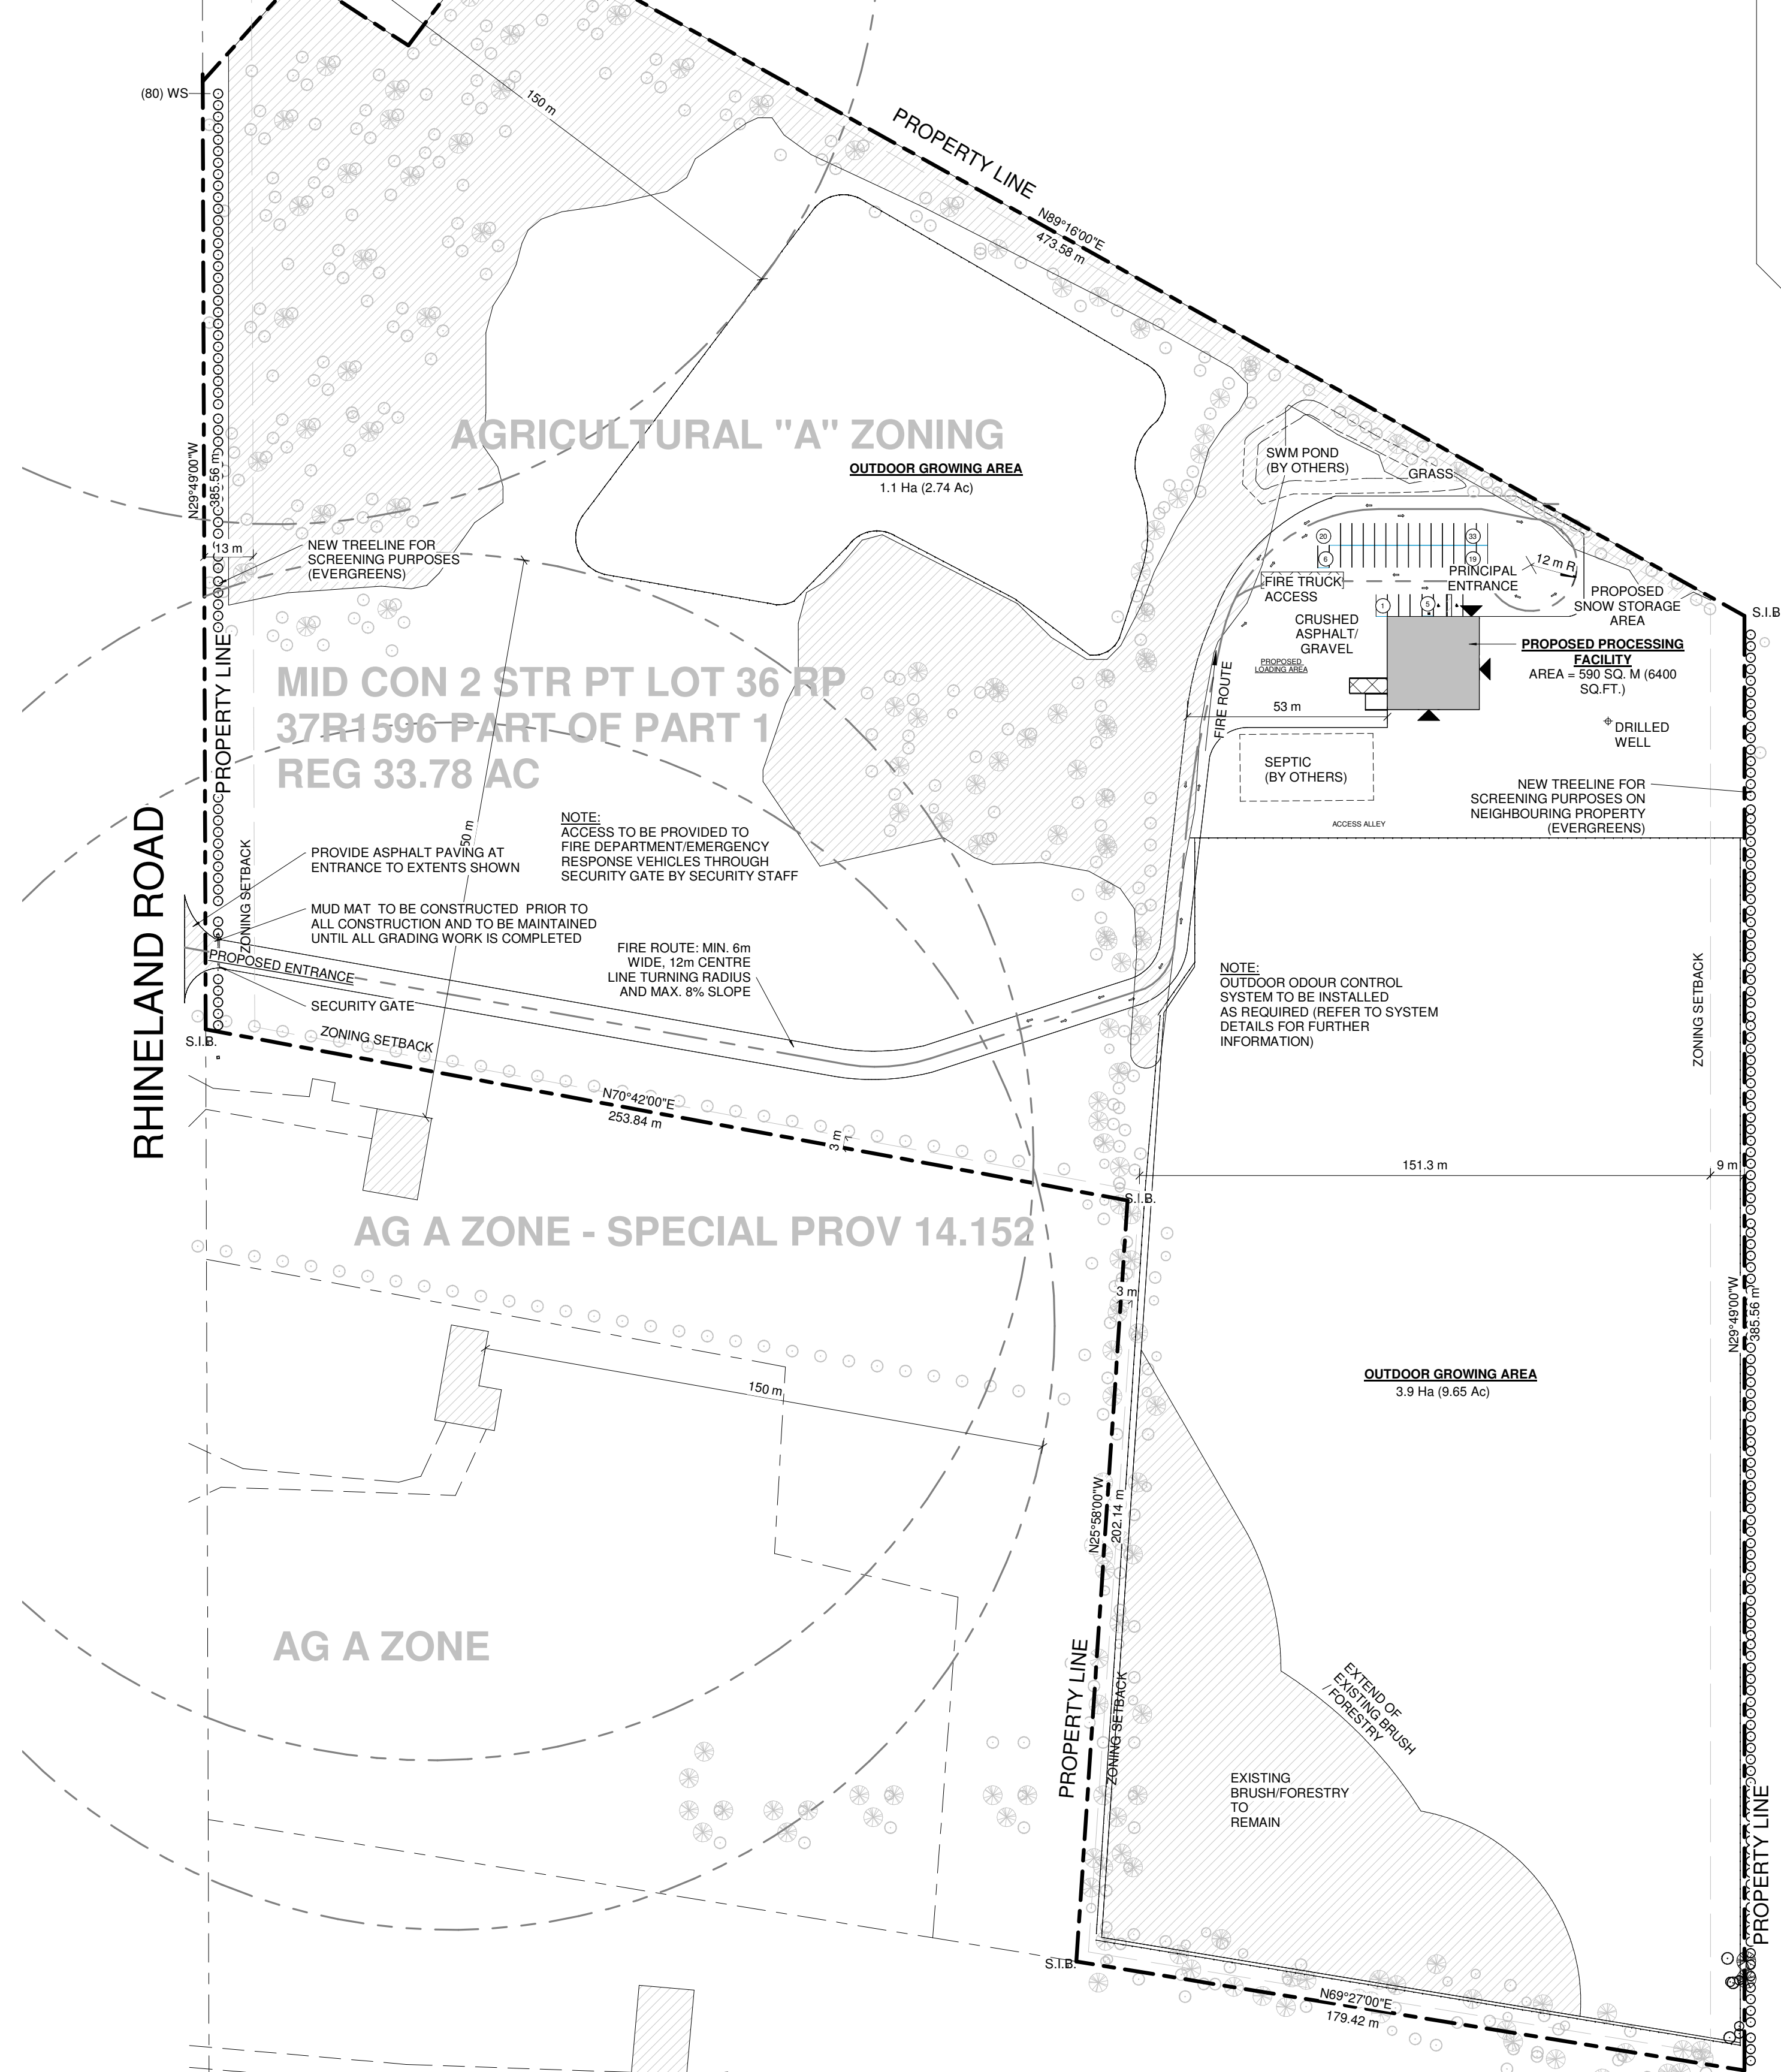 (80) WS
150 m
PROPERTY LINE
N89°16'00"E
473.58 m
AGRICULTURAL "A" ZONING
OUTDOOR GROWING AREA
1.1 Ha (2.74 Ac)
SWM POND
(BY OTHERS)
GRASS
N29°49'00"W
385.56 m
13 m
NEW TREELINE FOR
SCREENING PURPOSES
(EVERGREENS)
20
33
6
19
12 m R
PRINCIPAL
ENTRANCE
FIRE TRUCK
ACCESS
1
5
PROPOSED
SNOW STORAGE
AREA
S.I.B
CRUSHED
ASPHALT/
GRAVEL
PROPOSED
LOADING AREA
PROPOSED PROCESSING
FACILITY
AREA = 590 SQ. M (6400
SQ.FT.)
PROPERTY LINE
MID CON 2 STR PT LOT 36 RP
37R1596 PART OF PART 1
REG 33.78 AC
FIRE ROUTE
53 m
DRILLED
WELL
SEPTIC
(BY OTHERS)
NEW TREELINE FOR
SCREENING PURPOSES ON
NEIGHBOURING PROPERTY
(EVERGREENS)
ACCESS ALLEY
RHINELAND ROAD
ZONING SETBACK
50 m
NOTE:
ACCESS TO BE PROVIDED TO
FIRE DEPARTMENT/EMERGENCY
RESPONSE VEHICLES THROUGH
SECURITY GATE BY SECURITY STAFF
PROVIDE ASPHALT PAVING AT
ENTRANCE TO EXTENTS SHOWN
MUD MAT TO BE CONSTRUCTED PRIOR TO
ALL CONSTRUCTION AND TO BE MAINTAINED
UNTIL ALL GRADING WORK IS COMPLETED
PROPOSED ENTRANCE
SECURITY GATE
FIRE ROUTE: MIN. 6m
WIDE, 12m CENTRE
LINE TURNING RADIUS
AND MAX. 8% SLOPE
NOTE:
OUTDOOR ODOUR CONTROL
SYSTEM TO BE INSTALLED
AS REQUIRED (REFER TO SYSTEM
DETAILS FOR FURTHER
INFORMATION)
ZONING SETBACK
S.I.B.
ZONING SETBACK
N70°42'00"E
253.84 m
3 m
151.3 m
9 m
S.I.B.
AG A ZONE - SPECIAL PROV 14.152
3 m
N29°49'00"W
385.56 m
150 m
OUTDOOR GROWING AREA
3.9 Ha (9.65 Ac)
N25°58'00"W
202.14 m
AG A ZONE
PROPERTY LINE
ZONING SETBACK
EXTEND OF
EXISTING BRUSH
/ FORESTRY
EXISTING
BRUSH/FORESTRY
TO
REMAIN
PROPERTY LINE
S.I.B.
N69°27'00"E
179.42 m